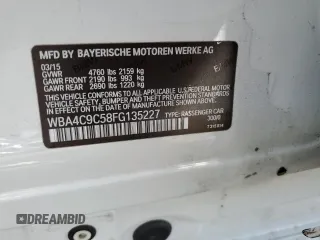 MFD BY BAYERISCHE MOTOREN WERKE AG
03/15
GVWR 4760 lbs 2159 kg
GAWR FRONT 2190 lbs 993 kg
GAWR REAR 2690 lbs 1220 kg
THIS VEHICLE CONFORMS TO ALL APPLICABLE U.S. FEDERAL MOTOR
VEHICLE SAFETY, BUMPER, AND THEFT PREVENTION STANDARDS
IN EFFECT ON THE DATE OF MANUFACTURE SHOWN ABOVE.
WBA4C9C58FG135227
TYPE: PASSENGER CAR
DREAMBID